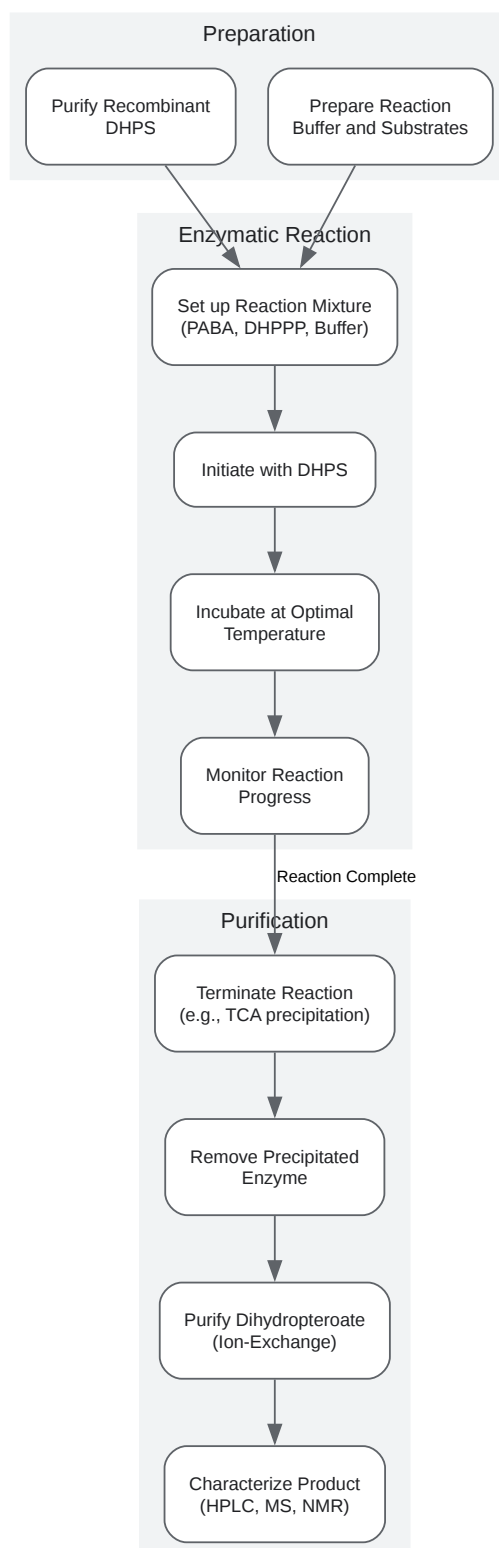 Preparation
Purify Recombinant
DHPS
Prepare Reaction
Buffer and Substrates
Enzymatic Reaction
Set up Reaction Mixture
(PABA, DHPPP, Buffer)
Initiate with DHPS
Incubate at Optimal
Temperature
Monitor Reaction
Progress
Reaction Complete
Purification
Terminate Reaction
(e.g., TCA precipitation)
Remove Precipitated
Enzyme
Purify Dihydropteroate
(Ion-Exchange)
Characterize Product
(HPLC, MS, NMR)